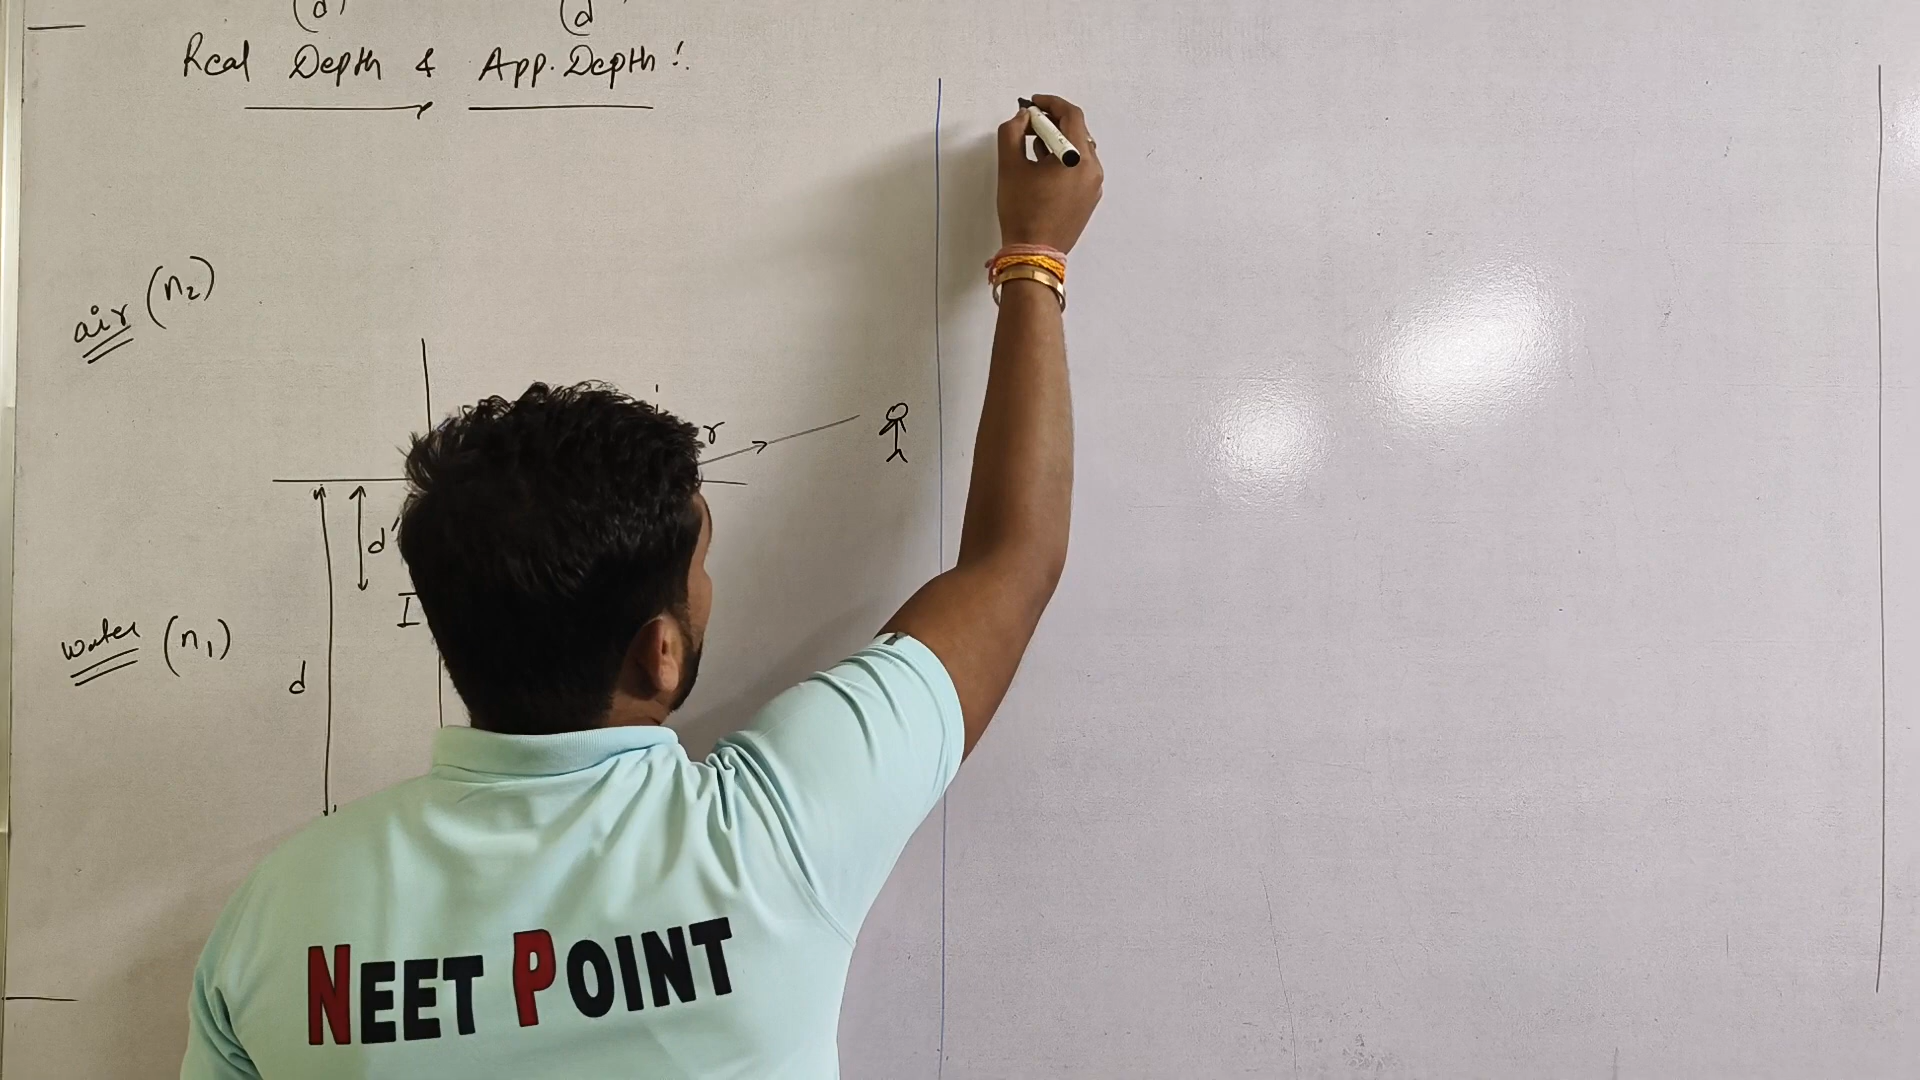 (d)
(d
Real Depth & App. Depth !.
air (n₂)
r
d'
I
water (n₁)
d
NEET POINT